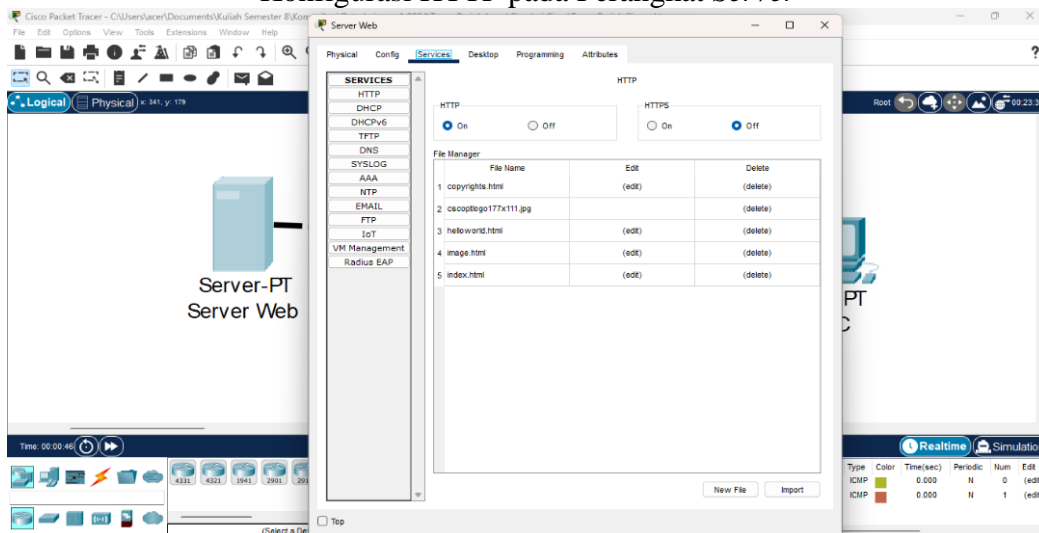 Konfigurasi HTTP pada Perangkat Server
Cisco Packet Tracer - C:\Users\acer\Documents\Kuliah Semester 8\Kom
File Edit Options View Tools Extensions Window Help
?
Logical Physical x: 341, y: 179
Root 00:23:3
Server-PT
Server Web
PT
C
Server Web
Physical Config Services Desktop Programming Attributes
SERVICES
HTTP
DHCP
DHCPv6
TFTP
DNS
SYSLOG
AAA
NTP
EMAIL
FTP
IoT
VM Management
Radius EAP
HTTP
HTTP HTTPS
On Off On Off
File Manager
File Name Edit Delete
1 copyrights.html (edit) (delete)
2 cscoptlogo177x111.jpg (delete)
3 helloworld.html (edit) (delete)
4 image.html (edit) (delete)
5 index.html (edit) (delete)
New File Import
Top
Time: 00:00:46
Realtime Simulatio
4331 4321 1941 2901 291
(Select a De
Type Color Time(sec) Periodic Num Edit
ICMP 0.000 N 0 (edit
ICMP 0.000 N 1 (edit